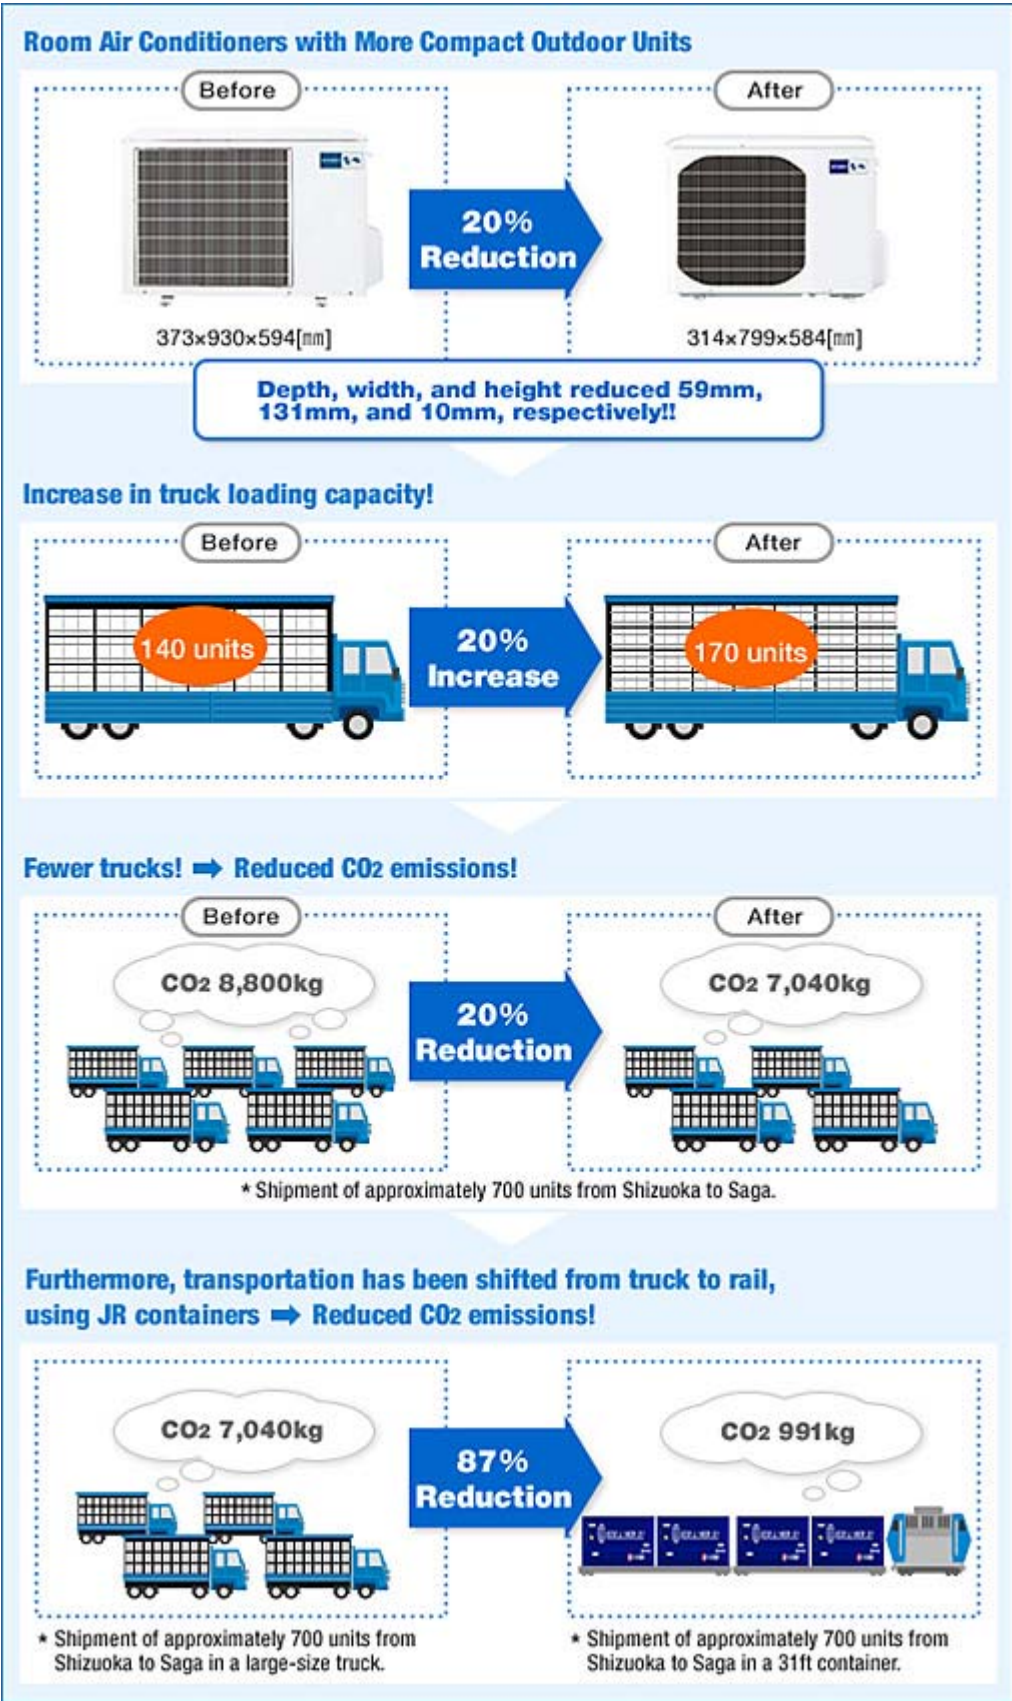 Room Air Conditioners with More Compact Outdoor Units
Before
After
20%
Reduction
373×930×594[㎜]
314×799×584[㎜]
Depth, width, and height reduced 59mm,
131mm, and 10mm, respectively!!
Increase in truck loading capacity!
Before
After
140 units
20%
Increase
170 units
Fewer trucks! ➡ Reduced CO2 emissions!
Before
After
CO2 8,800kg
20%
Reduction
CO2 7,040kg
* Shipment of approximately 700 units from Shizuoka to Saga.
Furthermore, transportation has been shifted from truck to rail,
using JR containers ➡ Reduced CO2 emissions!
CO2 7,040kg
87%
Reduction
CO2 991kg
* Shipment of approximately 700 units from
Shizuoka to Saga in a large-size truck.
* Shipment of approximately 700 units from
Shizuoka to Saga in a 31ft container.